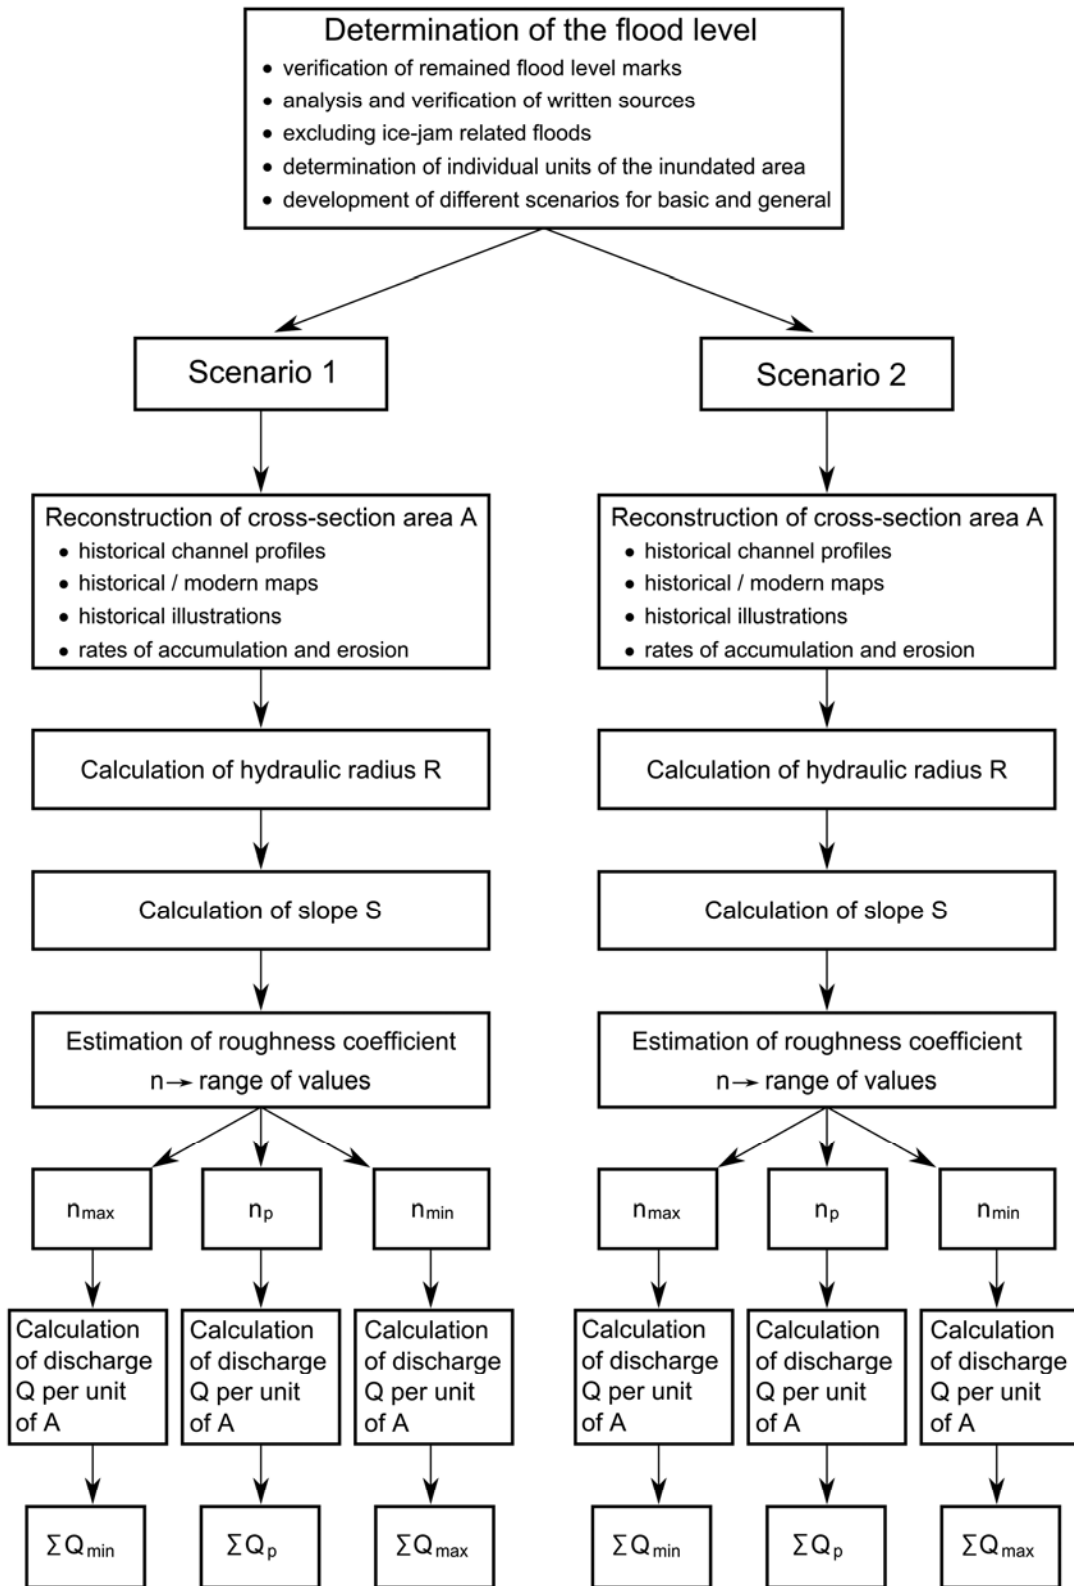 Determination of the flood level
• verification of remained flood level marks
• analysis and verification of written sources
• excluding ice-jam related floods
• determination of individual units of the inundated area
• development of different scenarios for basic and general
Scenario 1
Scenario 2
Reconstruction of cross-section area A
• historical channel profiles
• historical / modern maps
• historical illustrations
• rates of accumulation and erosion
Reconstruction of cross-section area A
• historical channel profiles
• historical / modern maps
• historical illustrations
• rates of accumulation and erosion
Calculation of hydraulic radius R
Calculation of hydraulic radius R
Calculation of slope S
Calculation of slope S
Estimation of roughness coefficient
n→ range of values
Estimation of roughness coefficient
n→ range of values
nmax
np
nmin
nmax
np
nmin
Calculation
of discharge
Q per unit
of A
Calculation
of discharge
Q per unit
of A
Calculation
of discharge
Q per unit
of A
Calculation
of discharge
Q per unit
of A
Calculation
of discharge
Q per unit
of A
Calculation
of discharge
Q per unit
of A
ΣQmin
ΣQp
ΣQmax
ΣQmin
ΣQp
ΣQmax